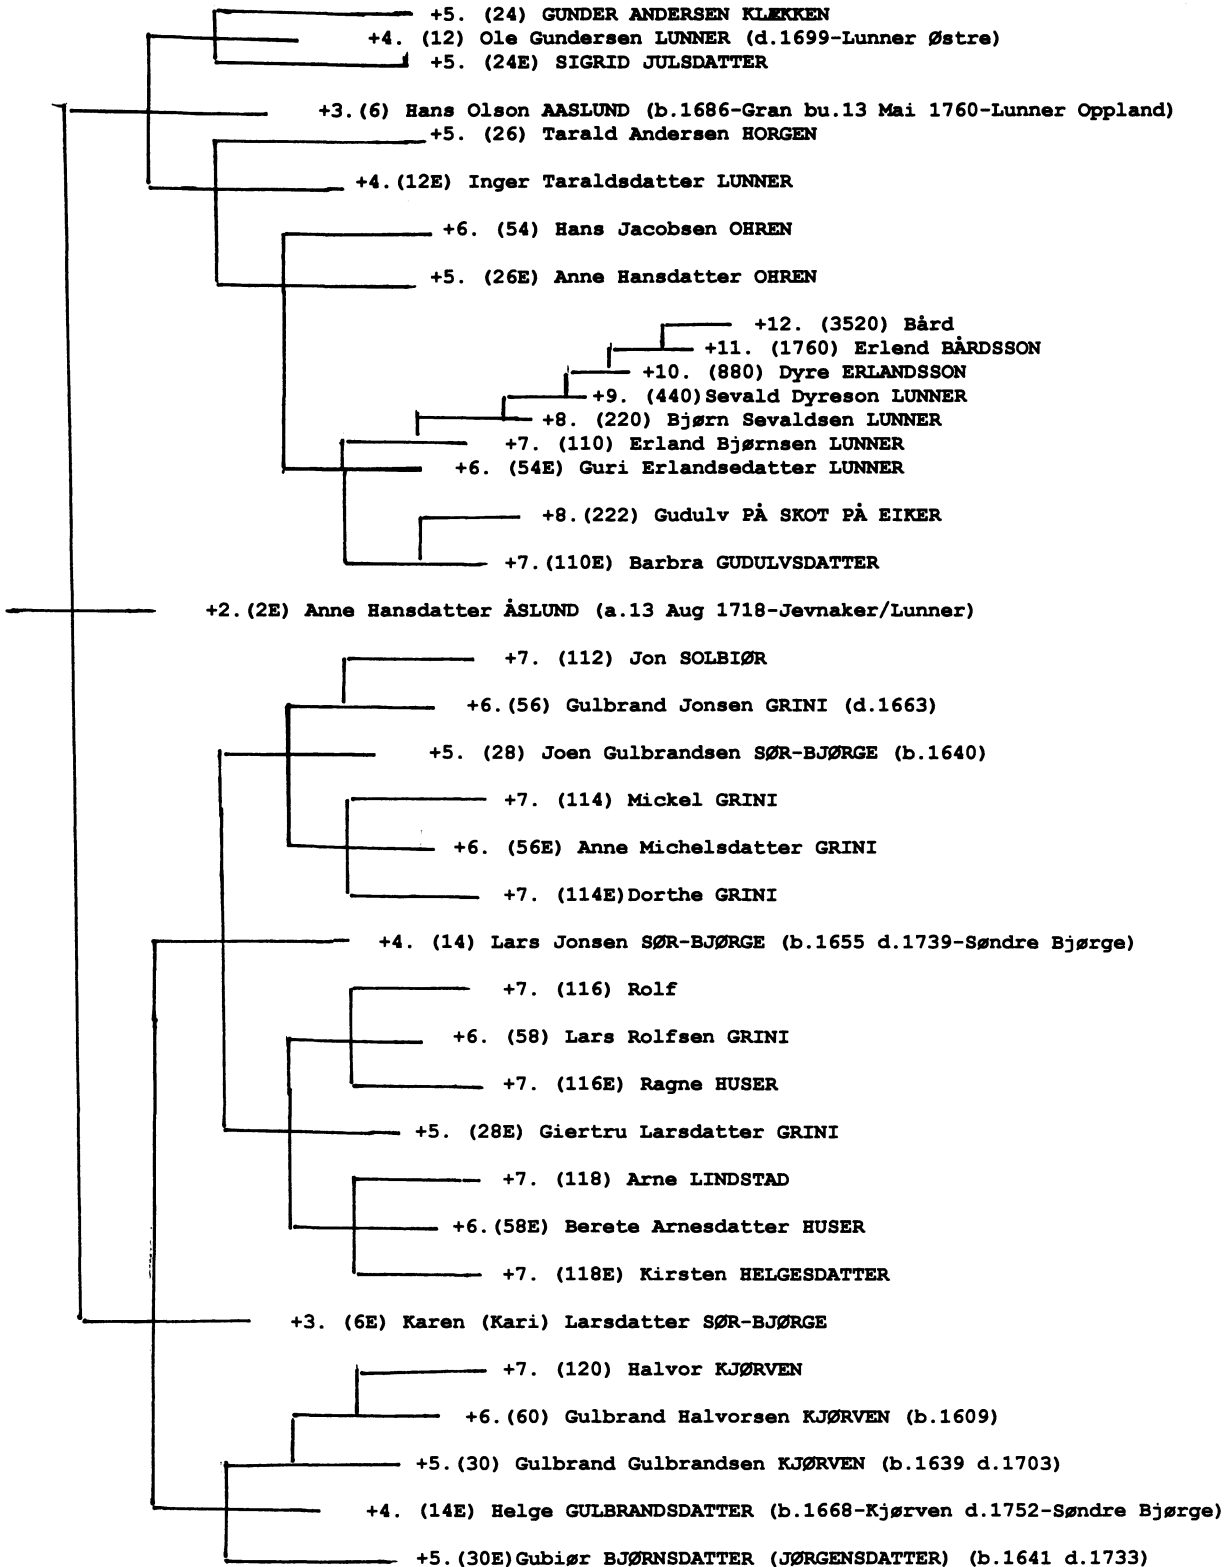 +5. (24) GUNDER ANDERSEN KLÆKKEN
+4. (12) Ole Gundersen LUNNER (d.1699-Lunner Østre)
+5. (24E) SIGRID JULSDATTER
+3. (6) Hans Olson AASLUND (b.1686-Gran bu.13 Mai 1760-Lunner Oppland)
+5. (26) Tarald Andersen HORGEN
+4. (12E) Inger Taraldsdatter LUNNER
+6. (54) Hans Jacobsen OHREN
+5. (26E) Anne Hansdatter OHREN
+12. (3520) Bård
+11. (1760) Erlend BÅRDSSON
+10. (880) Dyre ERLANDSSON
+9. (440)Sevald Dyreson LUNNER
+8. (220) Bjørn Sevaldsen LUNNER
+7. (110) Erland Bjørnsen LUNNER
+6. (54E) Guri Erlandsedatter LUNNER
+8. (222) Gudulv PÅ SKOT PÅ EIKER
+7. (110E) Barbra GUDULVSDATTER
+2. (2E) Anne Hansdatter ÅSLUND (a.13 Aug 1718-Jevnaker/Lunner)
+7. (112) Jon SOLBIØR
+6. (56) Gulbrand Jonsen GRINI (d.1663)
+5. (28) Joen Gulbrandsen SØR-BJØRGE (b.1640)
+7. (114) Mickel GRINI
+6. (56E) Anne Michelsdatter GRINI
+7. (114E)Dorthe GRINI
+4. (14) Lars Jonsen SØR-BJØRGE (b.1655 d.1739-Søndre Bjørge)
+7. (116) Rolf
+6. (58) Lars Rolfsen GRINI
+7. (116E) Ragne HUSER
+5. (28E) Giertru Larsdatter GRINI
+7. (118) Arne LINDSTAD
+6. (58E) Berete Arnesdatter HUSER
+7. (118E) Kirsten HELGESDATTER
+3. (6E) Karen (Kari) Larsdatter SØR-BJØRGE
+7. (120) Halvor KJØRVEN
+6. (60) Gulbrand Halvorsen KJØRVEN (b.1609)
+5. (30) Gulbrand Gulbrandsen KJØRVEN (b.1639 d.1703)
+4. (14E) Helge GULBRANDSDATTER (b.1668-Kjørven d.1752-Søndre Bjørge)
+5. (30E)Gubiør BJØRNSDATTER (JØRGENSDATTER) (b.1641 d.1733)